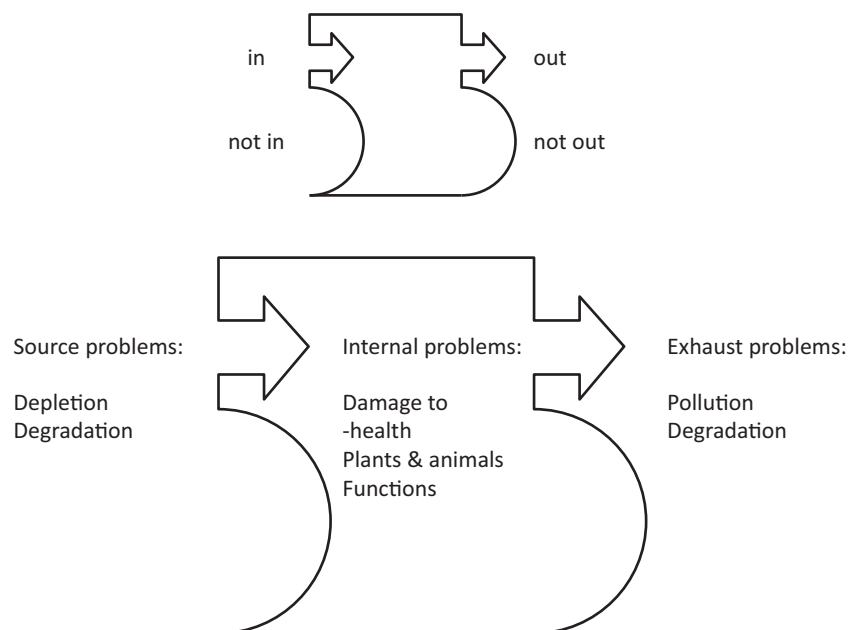 in
out
not in
not out
Source problems:
Depletion
Degradation
Internal problems:
Damage to
-health
Plants & animals
Functions
Exhaust problems:
Pollution
Degradation